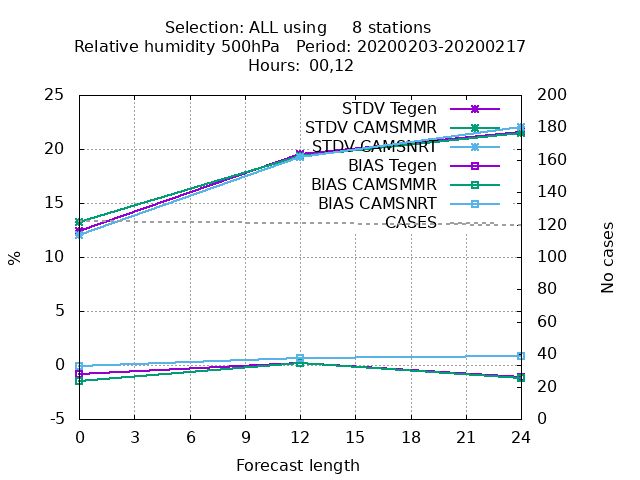 Selection: ALL using 8 stations
Relative humidity 500hPa Period: 20200203-20200217
Hours: 00,12
25
20
15
10
5
0
-5
%
STDV Tegen
STDV CAMSMMR
STDV CAMSNRT
BIAS Tegen
BIAS CAMSMMR
BIAS CAMSNRT
CASES
200
180
160
140
120
100
80
60
40
20
0
No cases
0 3 6 9 12 15 18 21 24
Forecast length